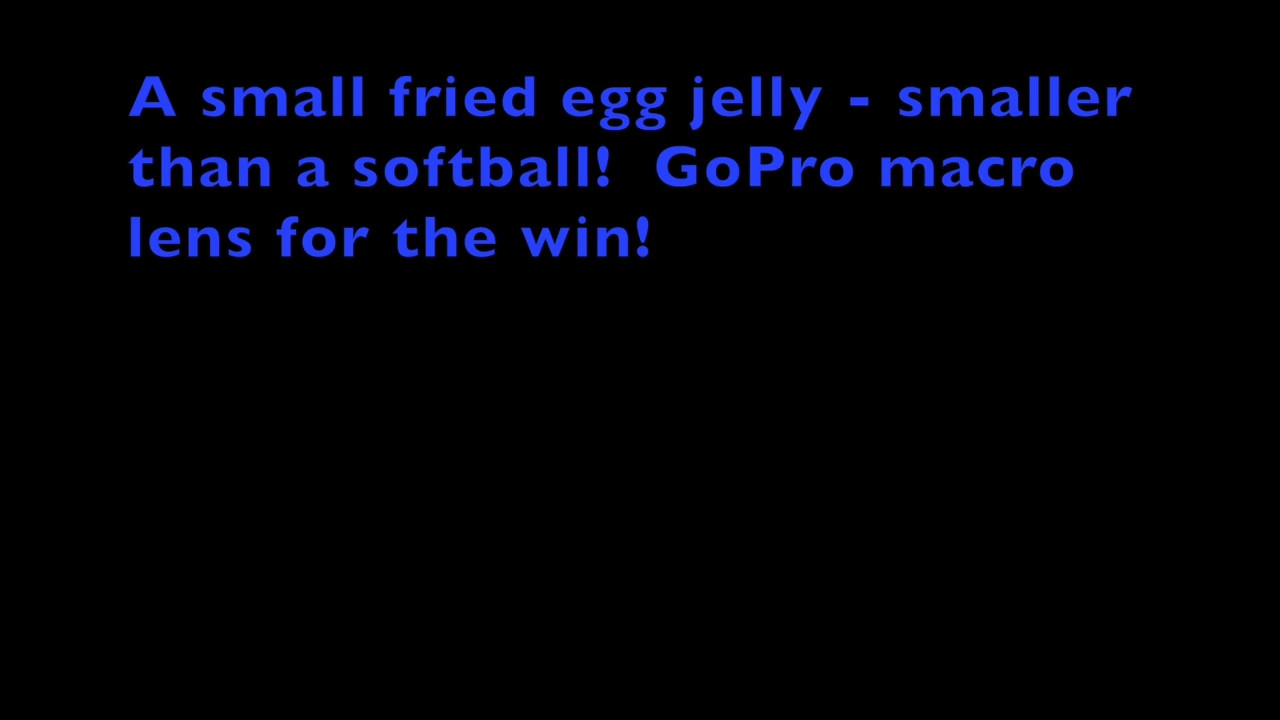 A small fried egg jelly - smaller
than a softball!  GoPro macro
lens for the win!